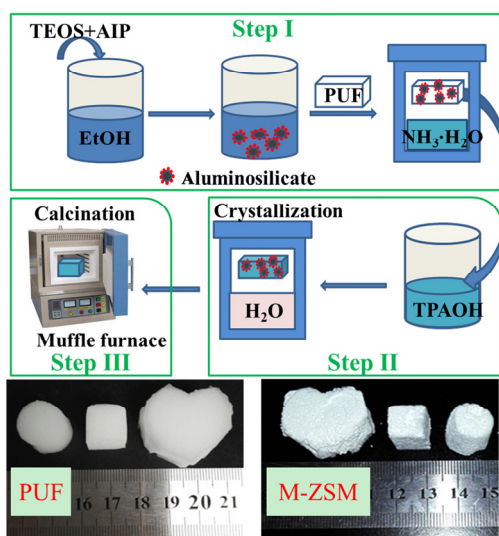 TEOS+AIP
Step I
EtOH
PUF
NH₃·H₂O
Aluminosilicate
Calcination
Muffle furnace
Step III
Crystallization
H₂O
TPAOH
Step II
PUF
16 17 18 19 20 21
M-ZSM
12 13 14 15